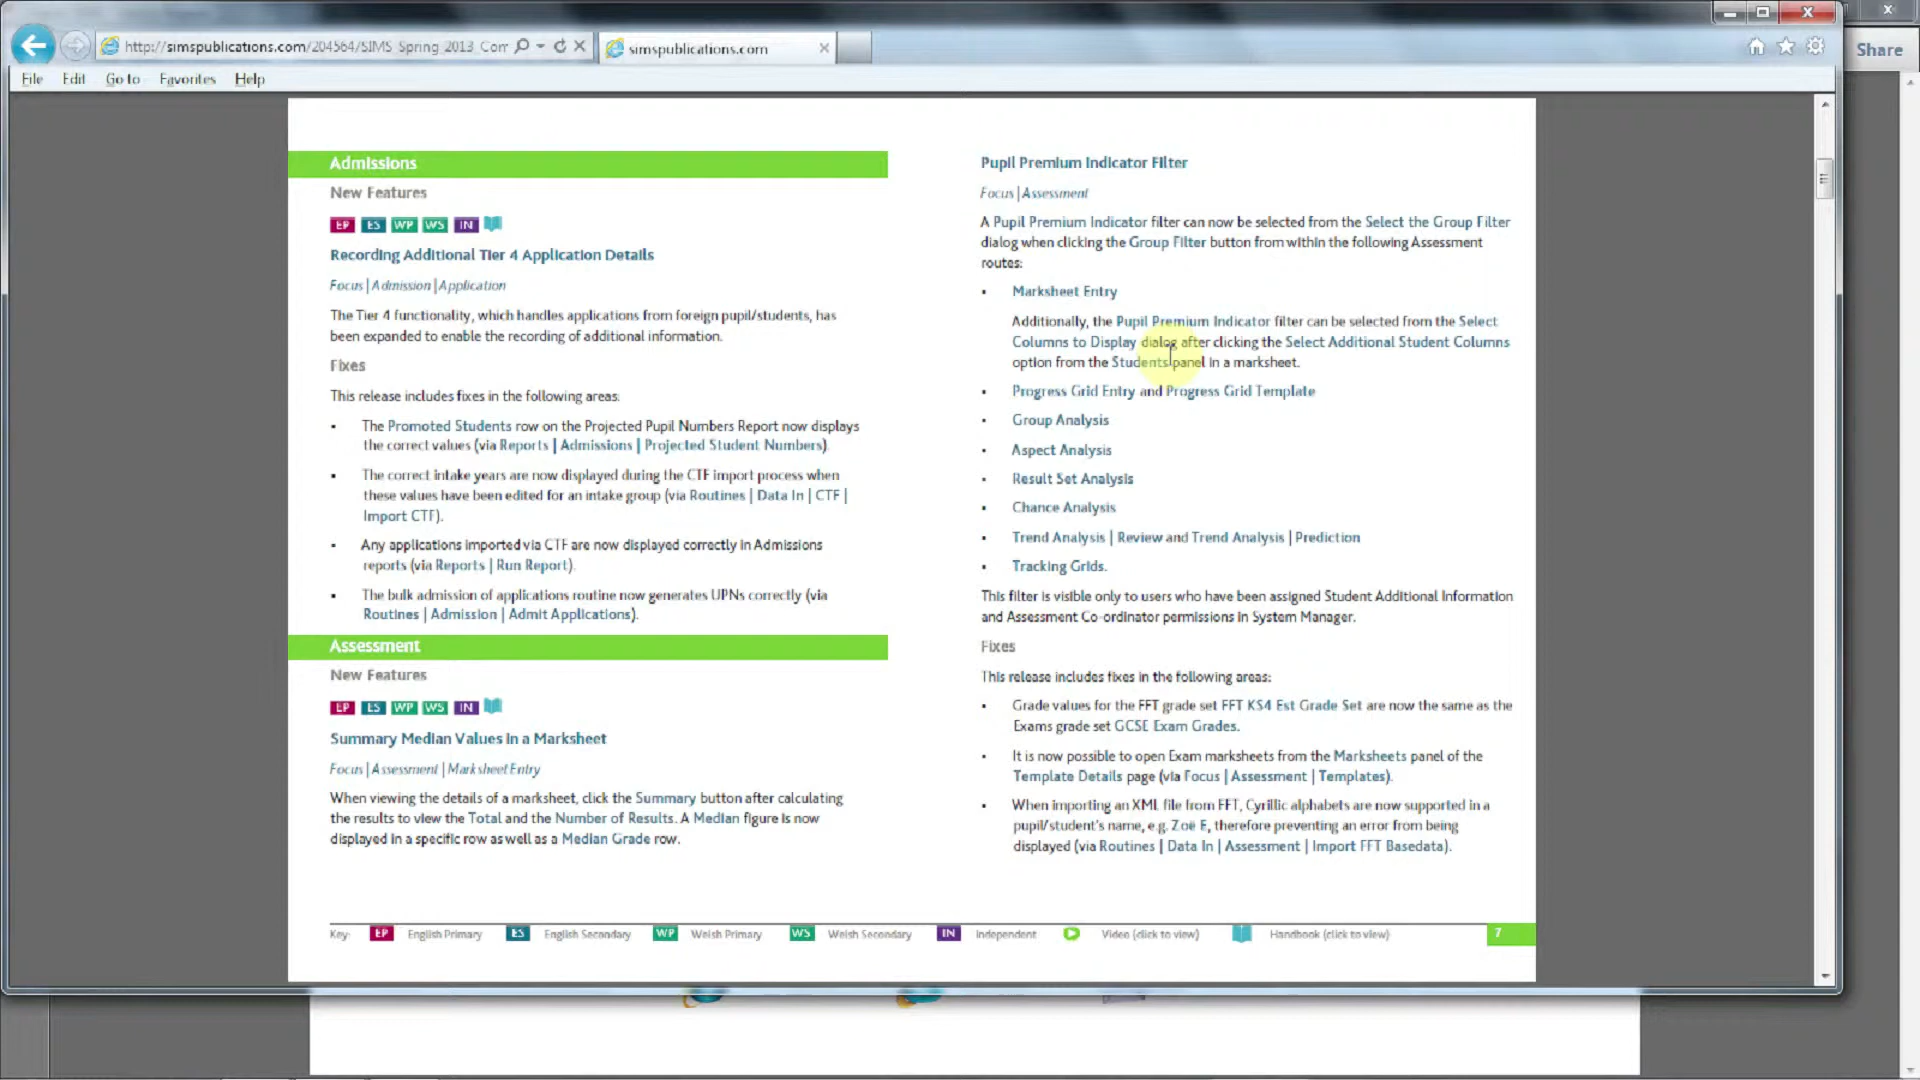 Share
http://simspublications.com/204564/SIMS_Spring_2013_Com
simspublications.com
File Edit Go to Favorites Help
Admissions
New Features
EP ES WP WS IN
Recording Additional Tier 4 Application Details
Focus | Admission | Application
The Tier 4 functionality, which handles applications from foreign pupil/students, has
been expanded to enable the recording of additional information.
Fixes
This release includes fixes in the following areas:
▪ The Promoted Students row on the Projected Pupil Numbers Report now displays
the correct values (via Reports | Admissions | Projected Student Numbers).
▪ The correct intake years are now displayed during the CTF import process when
these values have been edited for an intake group (via Routines | Data In | CTF |
Import CTF).
▪ Any applications imported via CTF are now displayed correctly in Admissions
reports (via Reports | Run Report).
▪ The bulk admission of applications routine now generates UPNs correctly (via
Routines | Admission | Admit Applications).
Assessment
New Features
EP ES WP WS IN
Summary Median Values in a Marksheet
Focus | Assessment | Marksheet Entry
When viewing the details of a marksheet, click the Summary button after calculating
the results to view the Total and the Number of Results. A Median figure is now
displayed in a specific row as well as a Median Grade row.
Pupil Premium Indicator Filter
Focus | Assessment
A Pupil Premium Indicator filter can now be selected from the Select the Group Filter
dialog when clicking the Group Filter button from within the following Assessment
routes:
▪ Marksheet Entry
Additionally, the Pupil Premium Indicator filter can be selected from the Select
Columns to Display dialog after clicking the Select Additional Student Columns
option from the Students panel in a marksheet.
▪ Progress Grid Entry and Progress Grid Template
▪ Group Analysis
▪ Aspect Analysis
▪ Result Set Analysis
▪ Chance Analysis
▪ Trend Analysis | Review and Trend Analysis | Prediction
▪ Tracking Grids.
This filter is visible only to users who have been assigned Student Additional Information
and Assessment Co-ordinator permissions in System Manager.
Fixes
This release includes fixes in the following areas:
▪ Grade values for the FFT grade set FFT KS4 Est Grade Set are now the same as the
Exams grade set GCSE Exam Grades.
▪ It is now possible to open Exam marksheets from the Marksheets panel of the
Template Details page (via Focus | Assessment | Templates).
▪ When importing an XML file from FFT, Cyrillic alphabets are now supported in a
pupil/student's name, e.g. Zoë E, therefore preventing an error from being
displayed (via Routines | Data In | Assessment | Import FFT Basedata).
Key: EP English Primary ES English Secondary WP Welsh Primary WS Welsh Secondary IN Independent Video (click to view) Handbook (click to view) 7